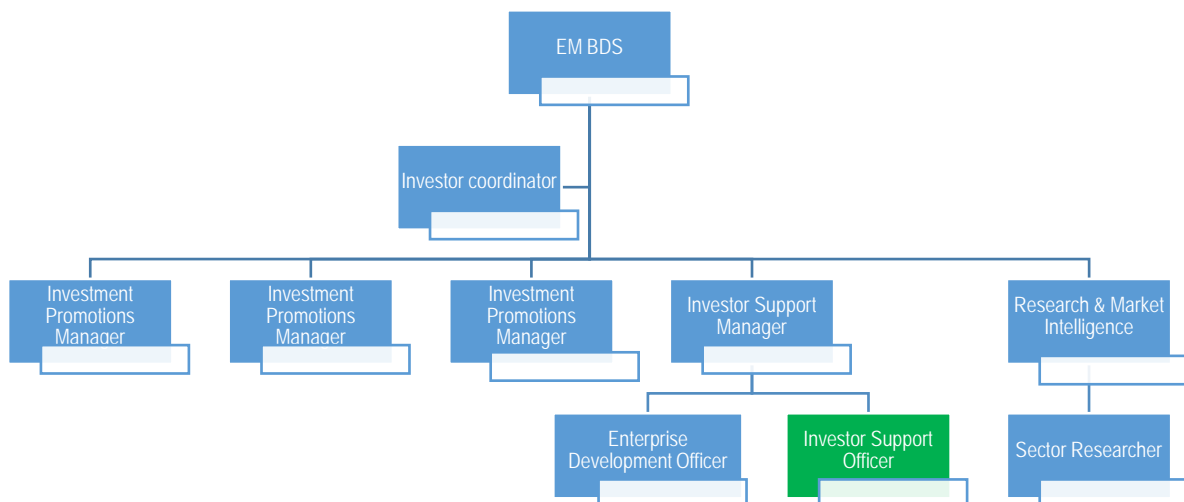 EM BDS
Investor coordinator
Investment
Promotions
Manager
Investment
Promotions
Manager
Investment
Promotions
Manager
Investor Support
Manager
Research & Market
Intelligence
Enterprise
Development Officer
Investor Support
Officer
Sector Researcher